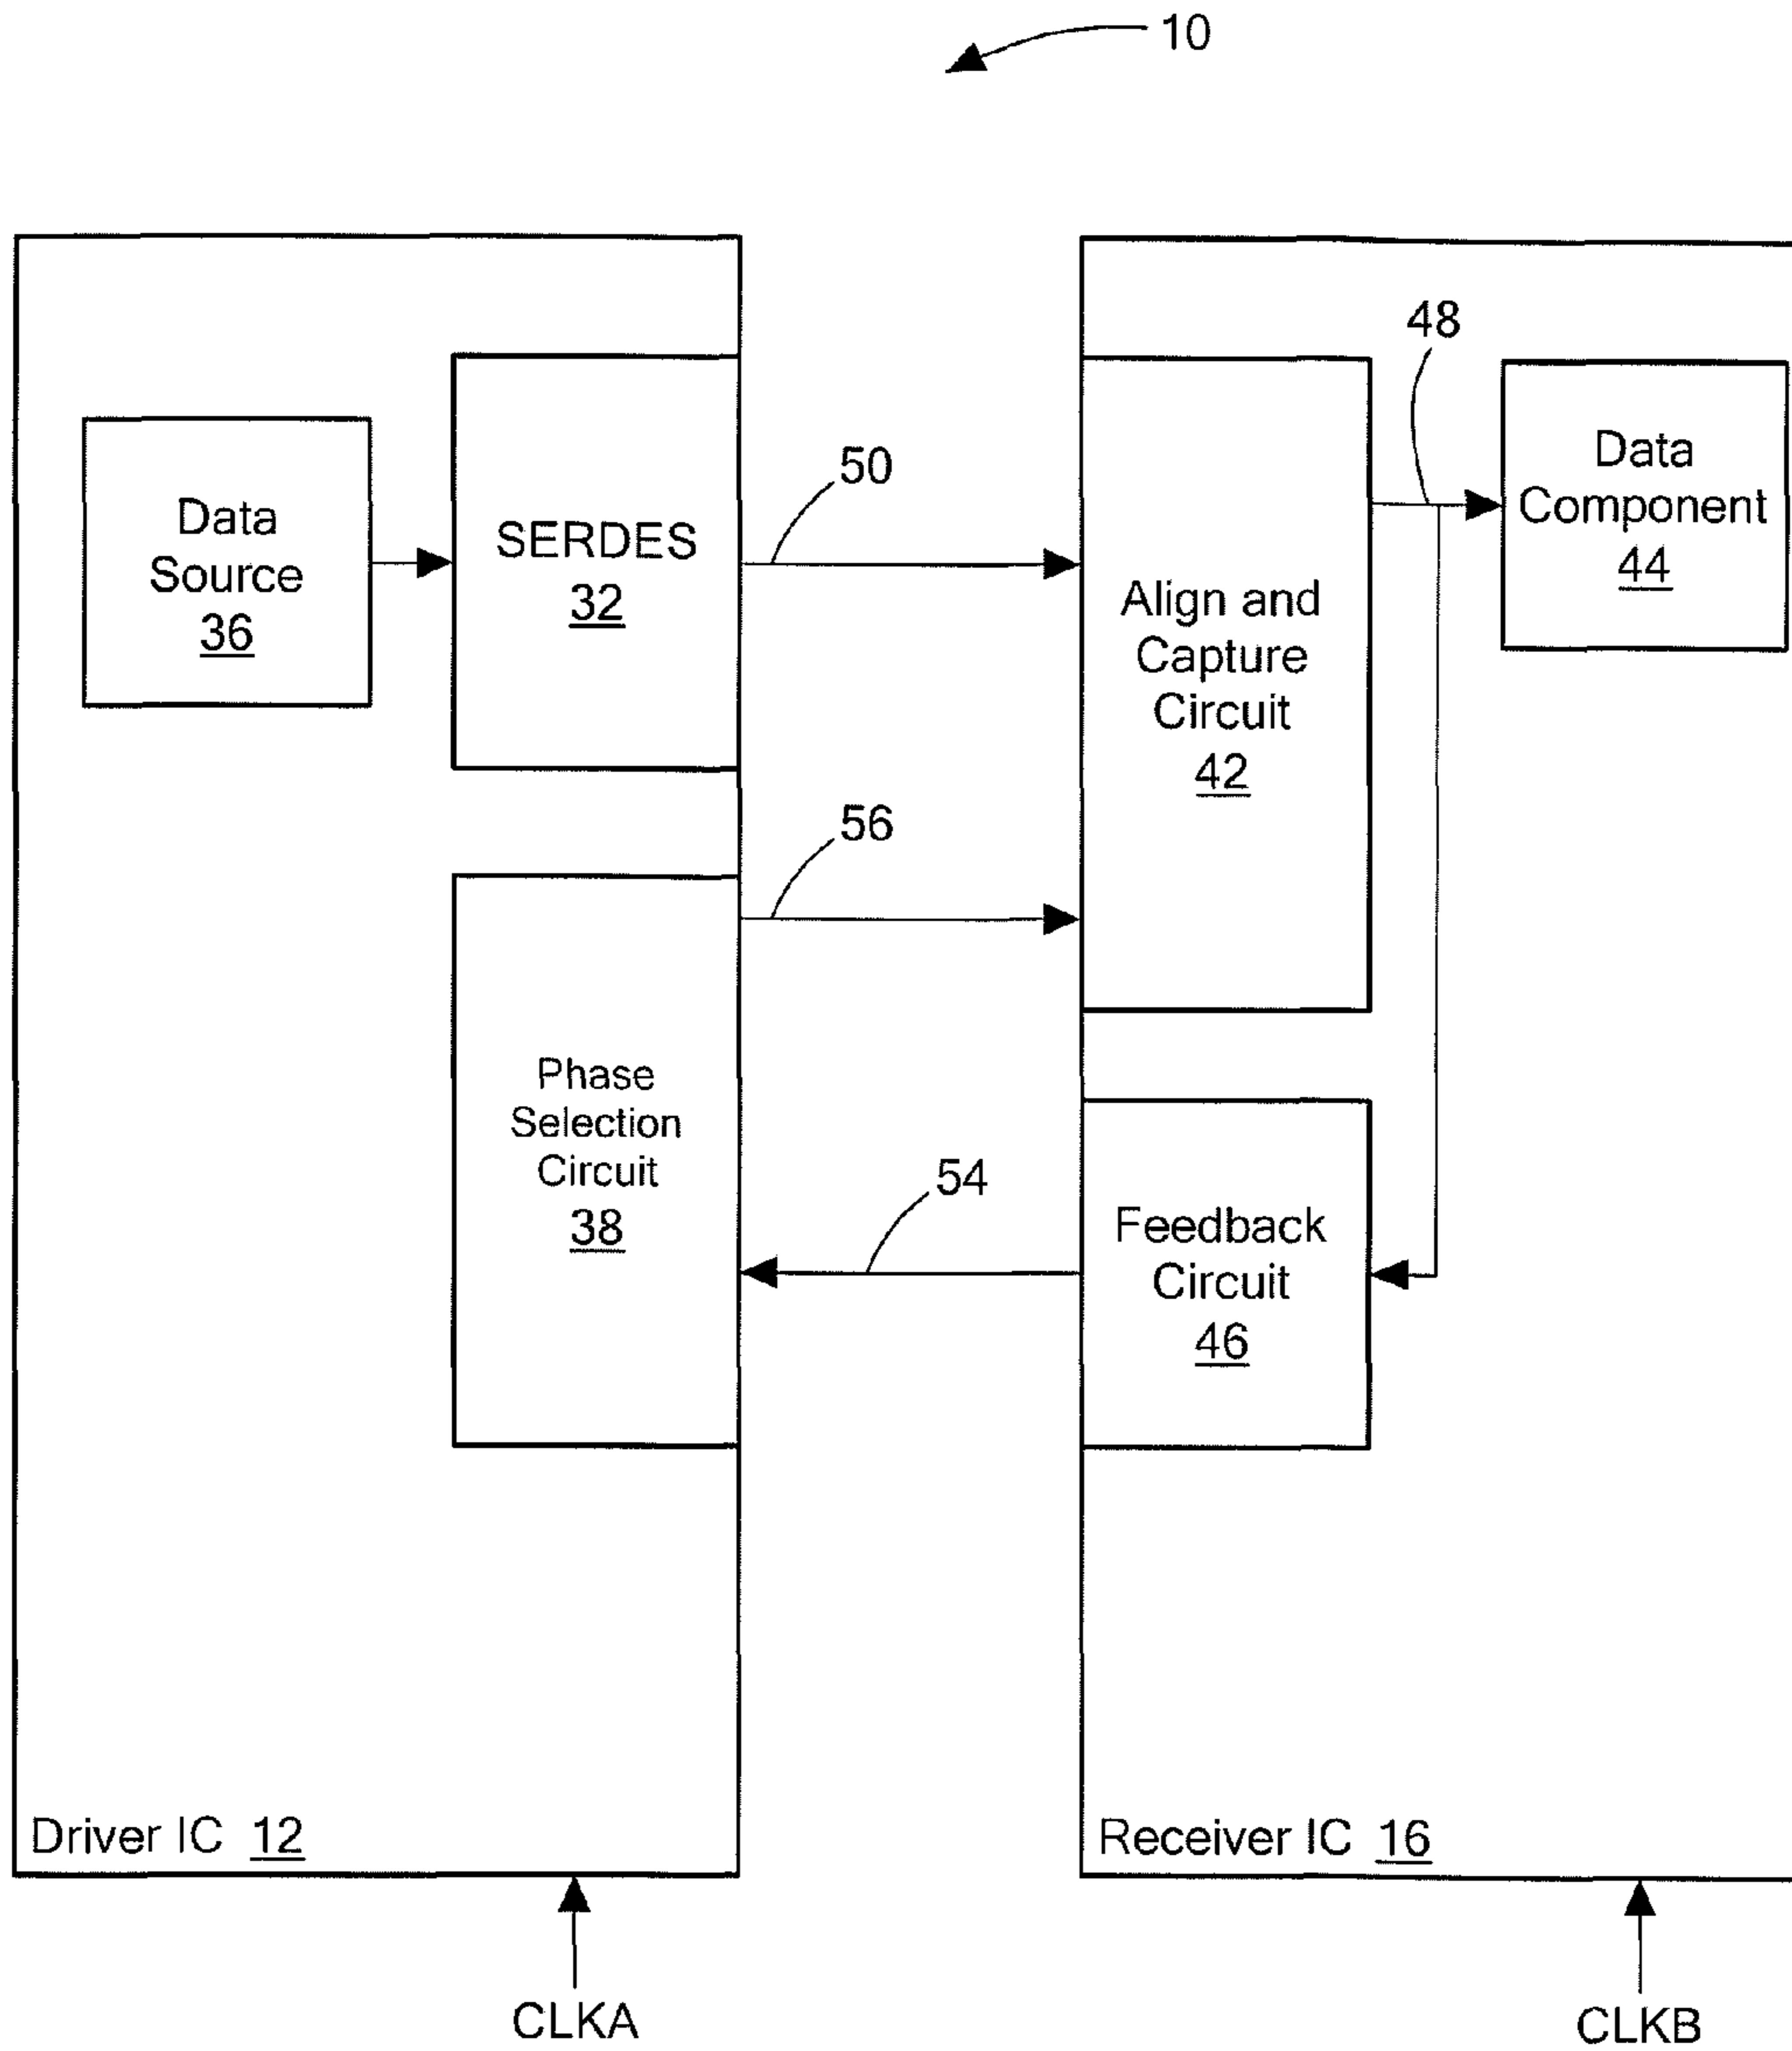 10
48
Data
Component
44
50
Data
Source
36
SERDES
32
Align and
Capture
Circuit
42
56
Phase
Selection
Circuit
38
54
Feedback
Circuit
46
Driver IC 12
Receiver IC 16
CLKA
CLKB